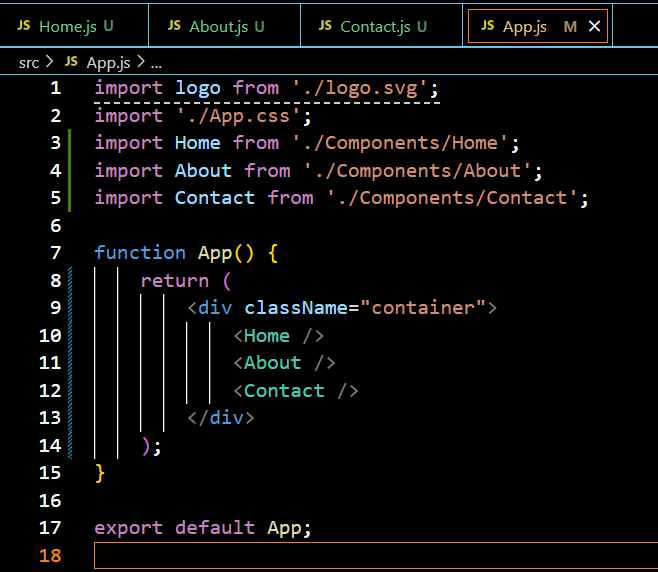 JS Home.js U JS About.js U JS Contact.js U JS App.js M ×
src > JS App.js > ...
1 import logo from './logo.svg';
2 import './App.css';
3 import Home from './Components/Home';
4 import About from './Components/About';
5 import Contact from './Components/Contact';
6
7 function App() {
8     return (
9         <div className="container">
10             <Home />
11             <About />
12             <Contact />
13         </div>
14     );
15 }
16
17 export default App;
18